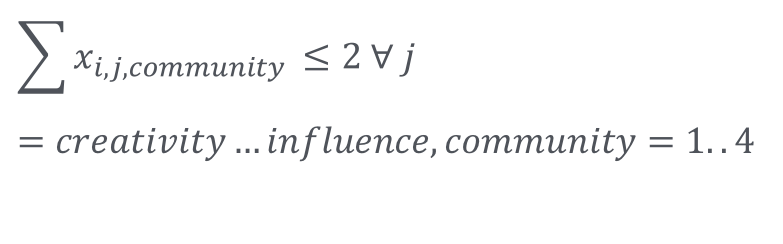 ∑ x_{i,j,community} ≤ 2 ∀ j
= creativity … influence, community = 1..4